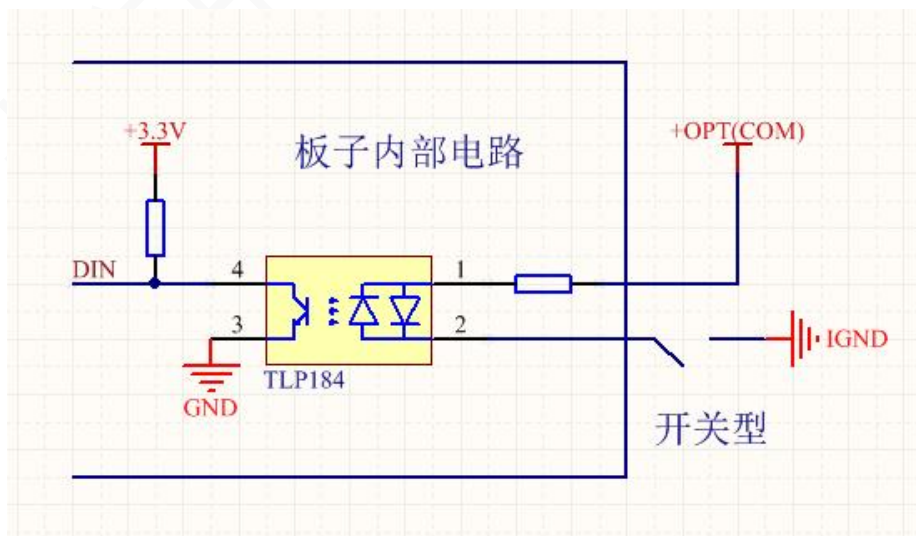 +3.3V
板子内部电路
+OPT(COM)
DIN
4
1
3
2
TLP184
GND
IGND
开关型